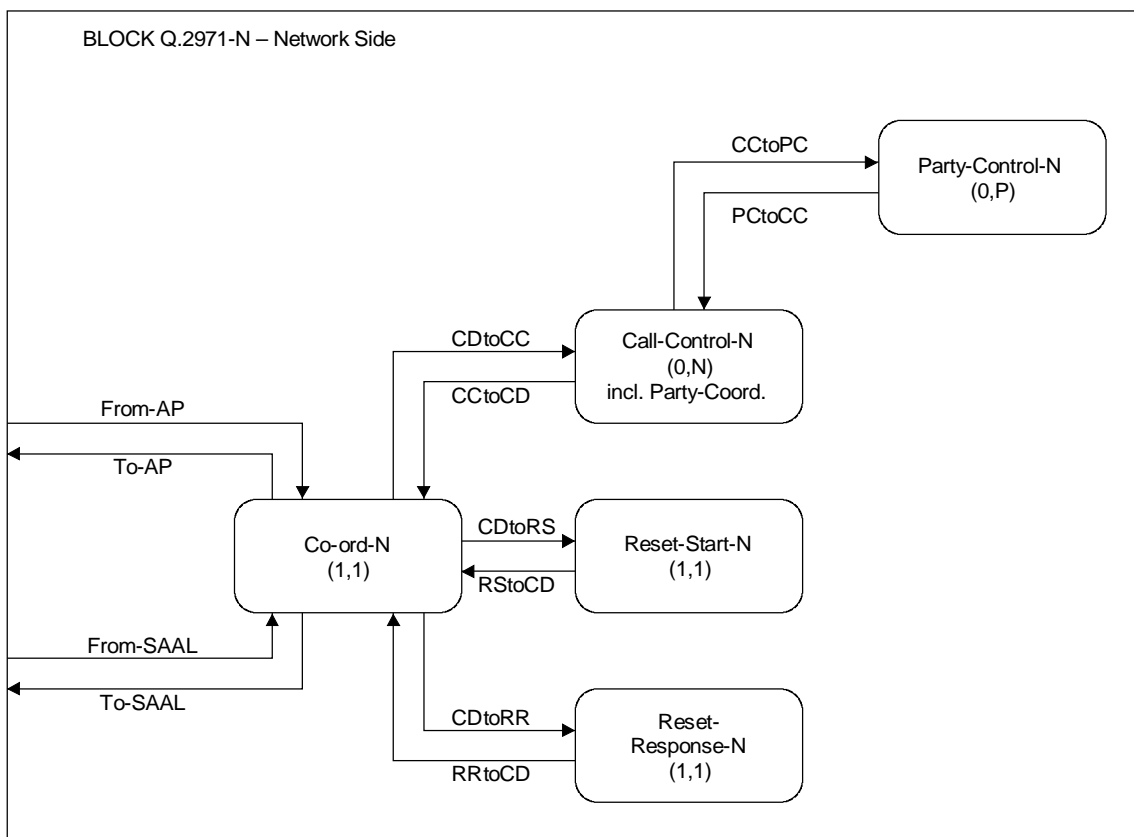 BLOCK Q.2971-N – Network Side
CCtoPC
Party-Control-N
(0,P)
PCtoCC
CDtoCC
Call-Control-N
(0,N)
incl. Party-Coord.
CCtoCD
From-AP
To-AP
Co-ord-N
(1,1)
CDtoRS
Reset-Start-N
(1,1)
RStoCD
From-SAAL
To-SAAL
CDtoRR
Reset-
Response-N
(1,1)
RRtoCD